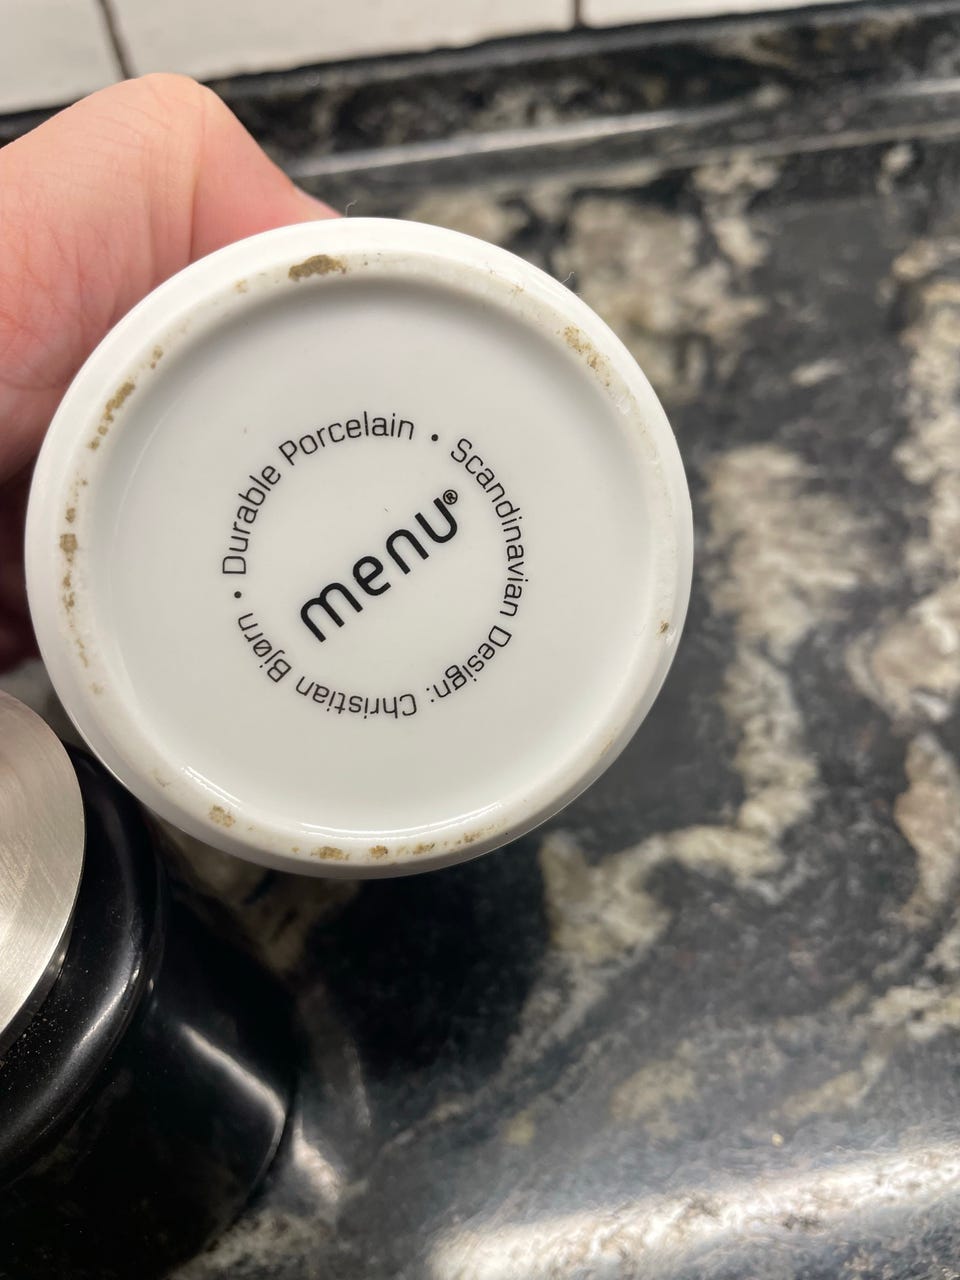 menu®
Durable Porcelain • Scandinavian Design: Christian Bjørn •